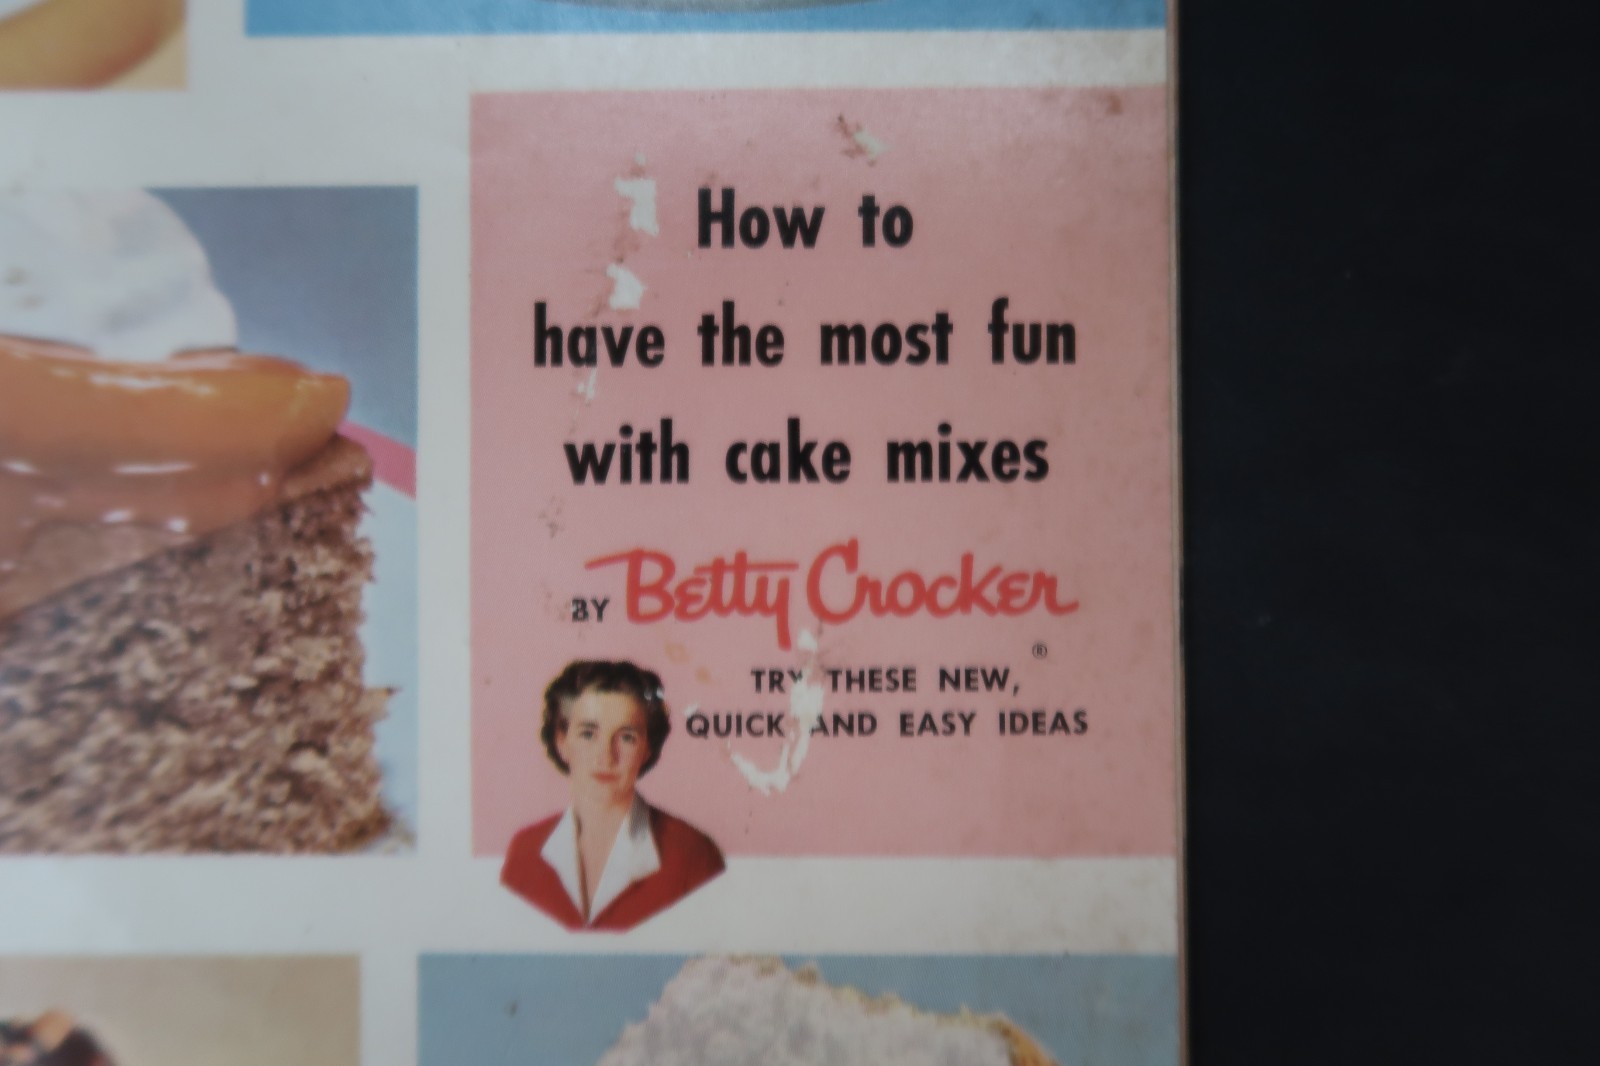 How to
have the most fun
with cake mixes
BY Betty Crocker
®
TRY THESE NEW,
QUICK AND EASY IDEAS